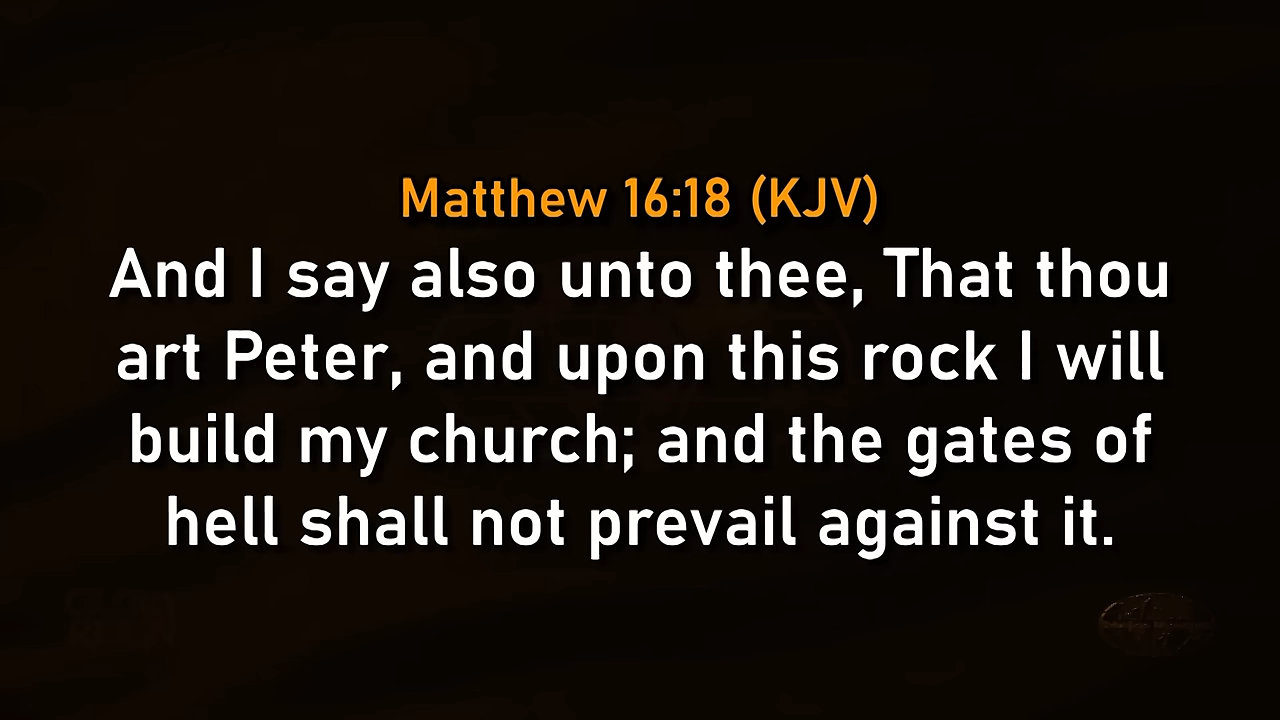 Matthew 16:18 (KJV)
And I say also unto thee, That thou
art Peter, and upon this rock I will
build my church; and the gates of
hell shall not prevail against it.